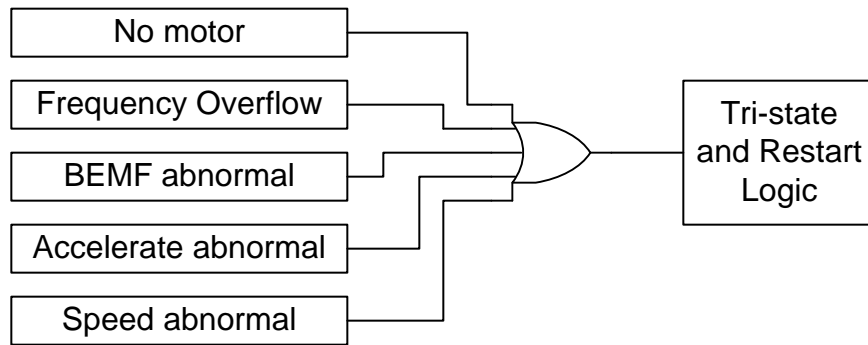 No motor
Frequency Overflow
BEMF abnormal
Accelerate abnormal
Speed abnormal
Tri-state
and Restart
Logic